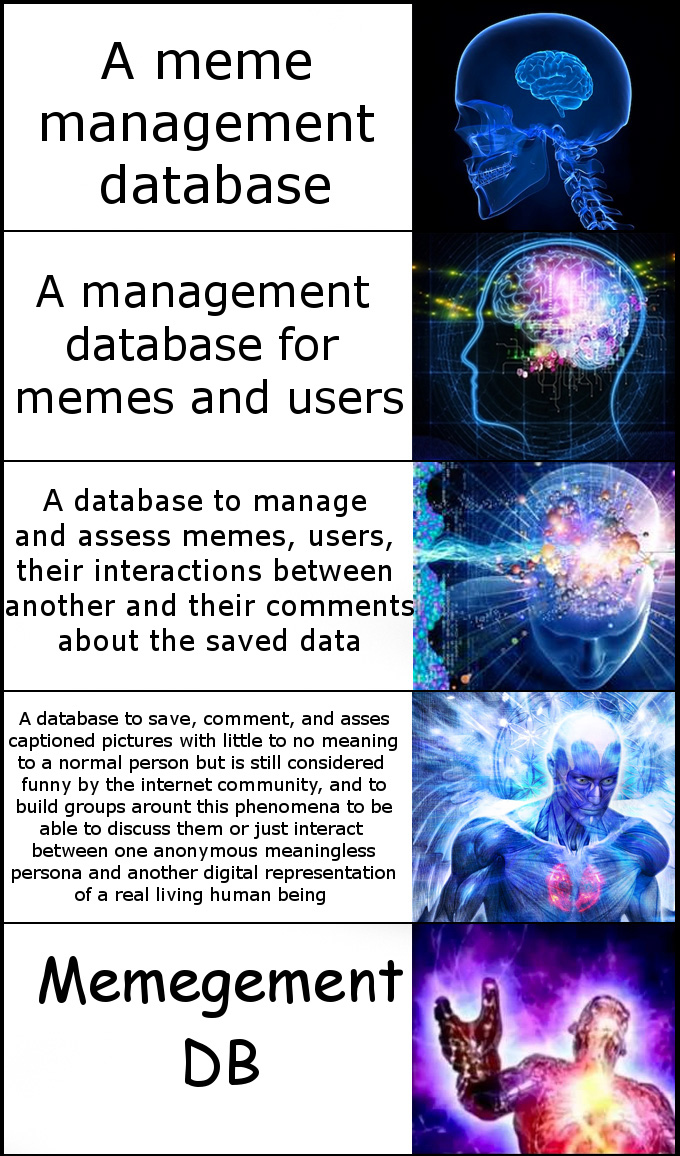 A meme
management
database
A management
database for
memes and users
A database to manage
and assess memes, users,
their interactions between
another and their comments
about the saved data
A database to save, comment, and asses
captioned pictures with little to no meaning
to a normal person but is still considered
funny by the internet community, and to
build groups arount this phenomena to be
able to discuss them or just interact
between one anonymous meaningless
persona and another digital representation
of a real living human being
Memegement
DB